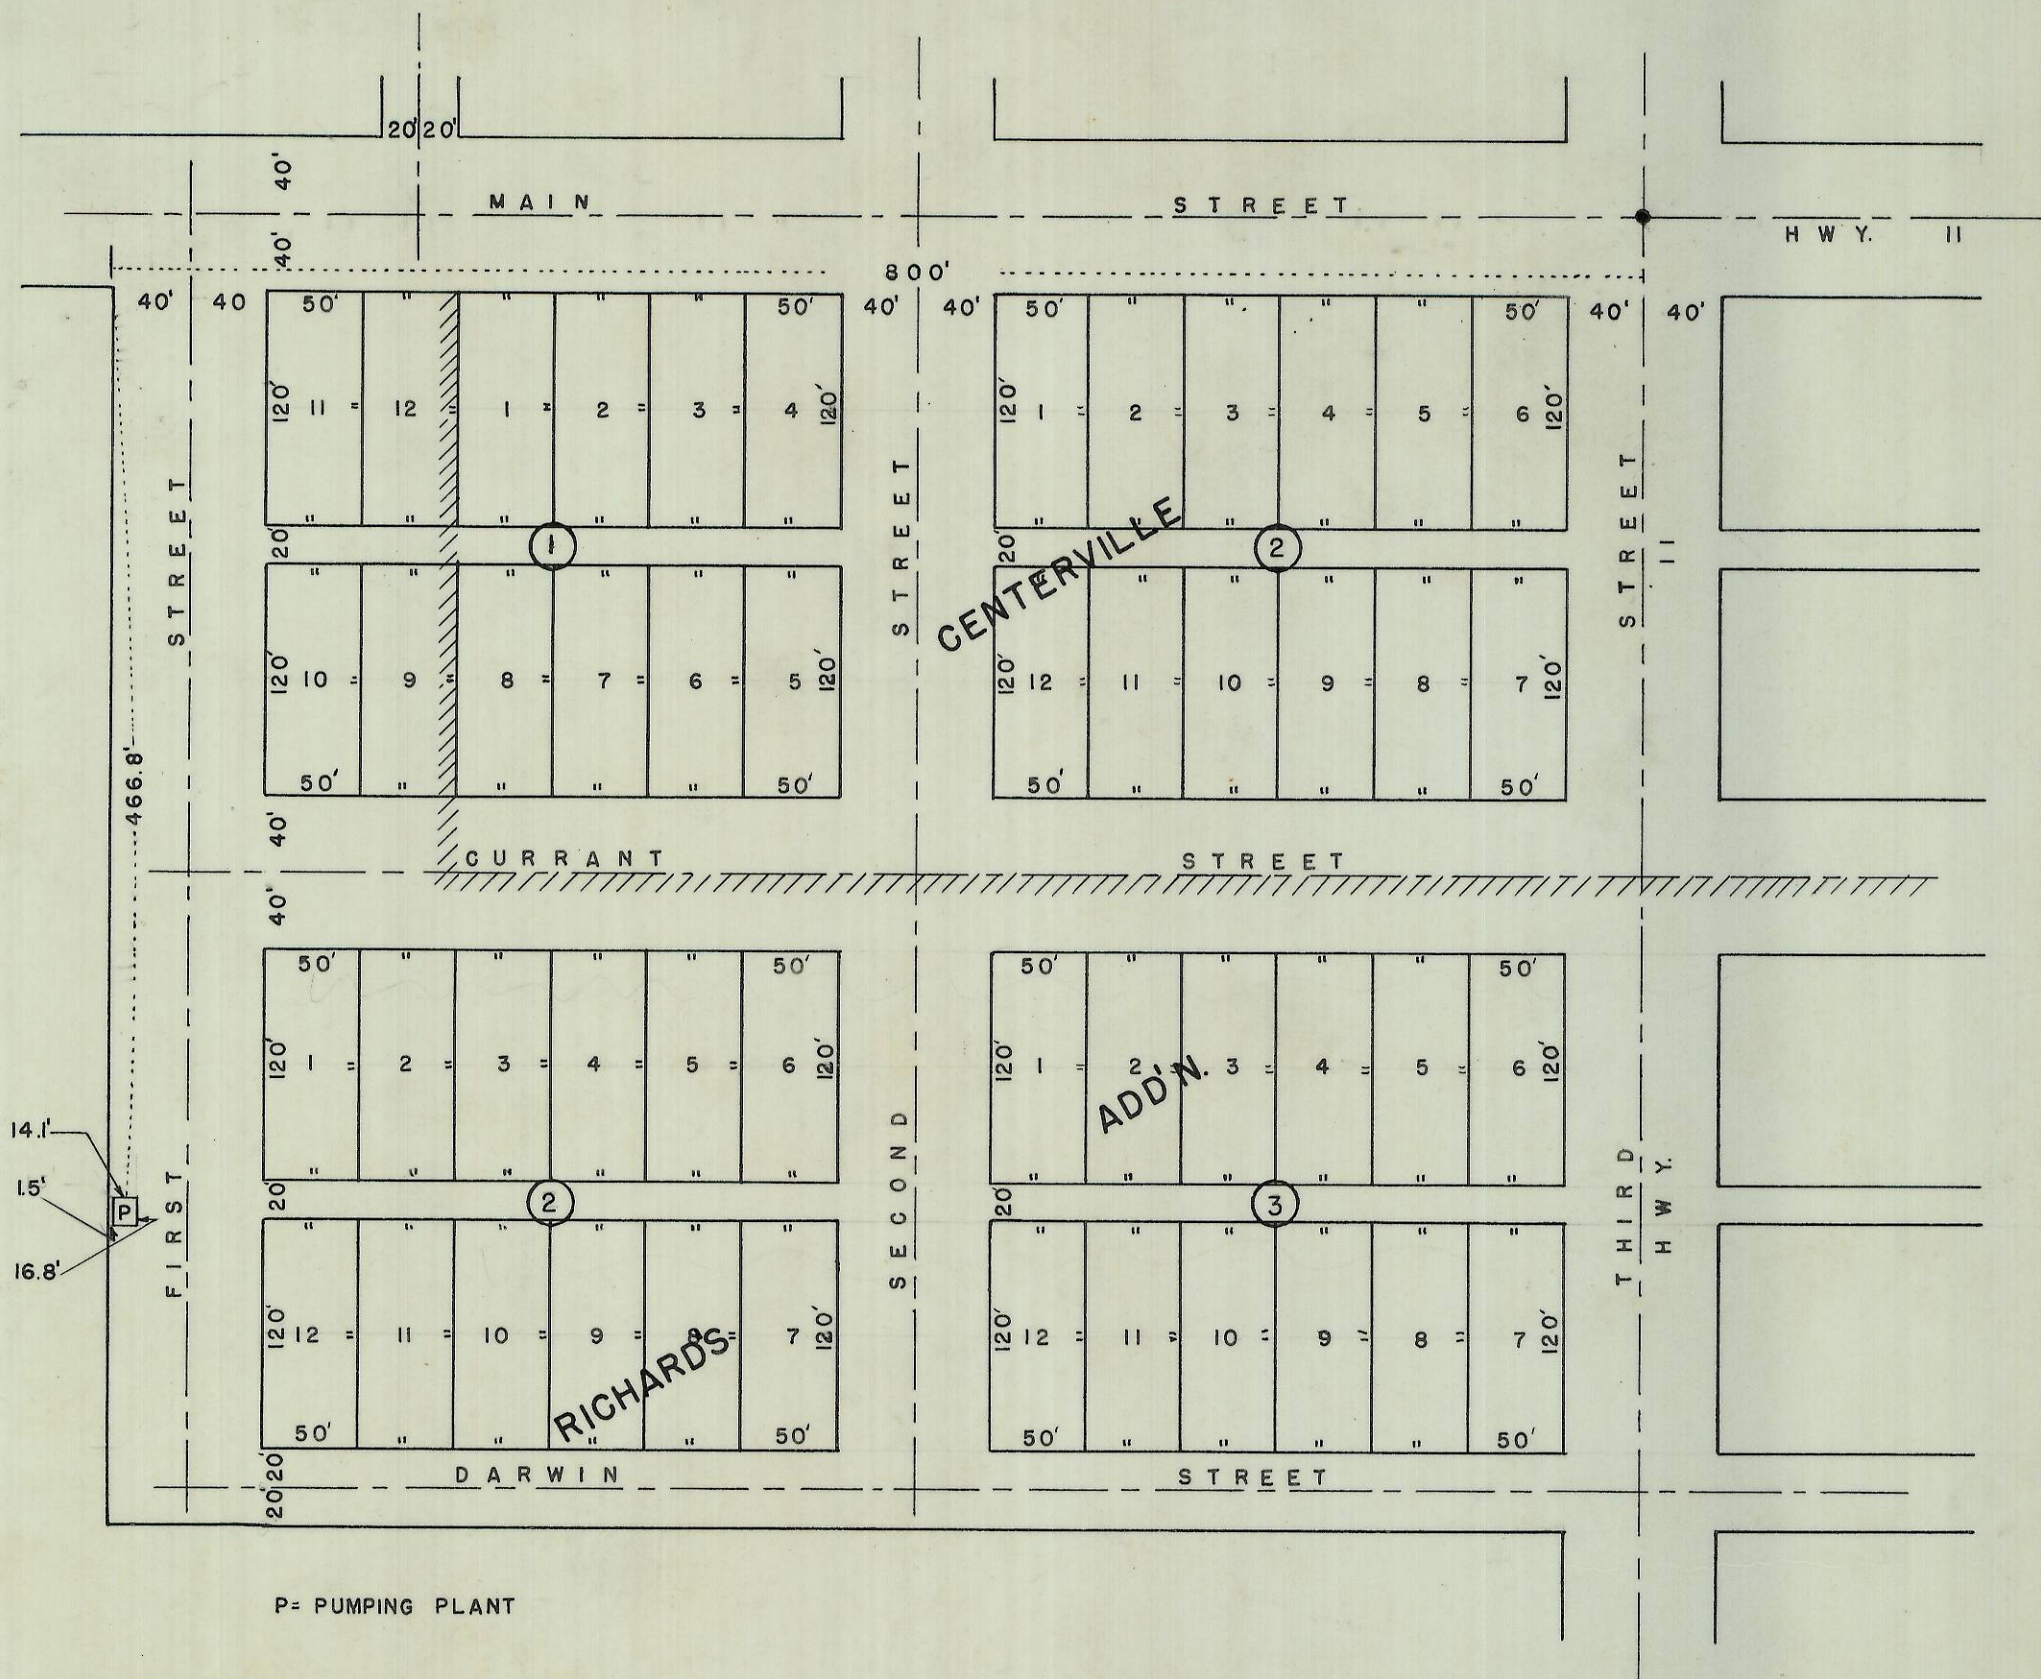 20' 20'
40'
MAIN STREET
HWY. 11
40'
800'
40' 40 50' " " " " 50' 40' 40' 50' " " " " 50' 40' 40'
120' 11 = 12 = 1 = 2 = 3 = 4 120' 120' 1 = 2 = 3 = 4 = 5 = 6 120'
" " " " " " " " " " " "
20' 1 20' 2
" " " " " " " " " " " "
120' 10 = 9 = 8 = 7 = 6 = 5 120' 120' 12 = 11 = 10 = 9 = 8 = 7 120'
50' " " " " 50' 50' " " " " 50'
466.8'
CENTERVILLE
40'
CURRANT STREET
40'
50' " " " " 50' 50' " " " " 50'
120' 1 = 2 = 3 = 4 = 5 = 6 120' 120' 1 = 2 = 3 = 4 = 5 = 6 120'
" " " " " " " " " " " "
ADD'N.
14.1'
1.5'
P
16.8'
20' 2 20' 3
" " " " " " " " " " " "
120' 12 = 11 = 10 = 9 = 8 = 7 120' 120' 12 = 11 = 10 = 9 = 8 = 7 120'
50' " " " " 50' 50' " " " " 50'
RICHARDS
FIRST STREET
SECOND STREET
THIRD STREET
HWY. 11
20'
DARWIN STREET
20'
P= PUMPING PLANT